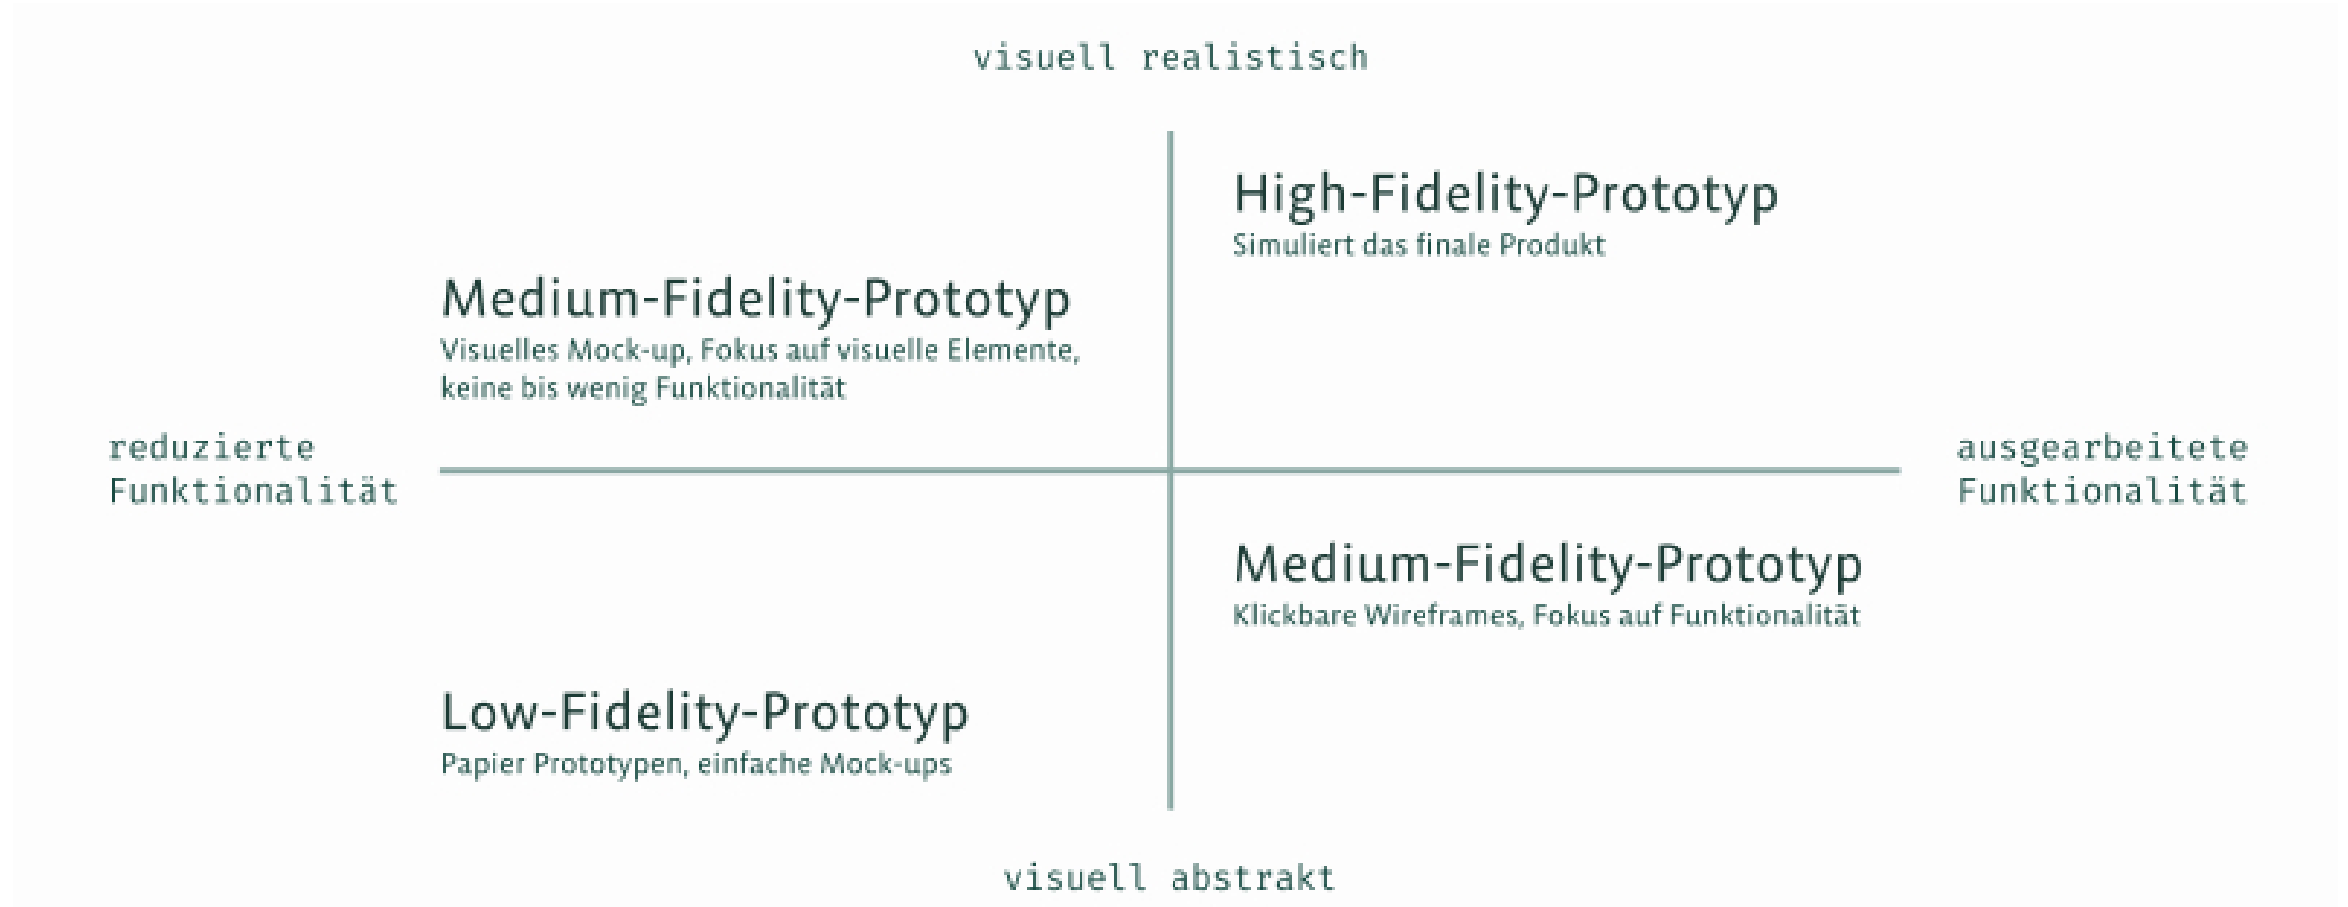 visuell realistisch
High-Fidelity-Prototyp
Simuliert das finale Produkt
Medium-Fidelity-Prototyp
Visuelles Mock-up, Fokus auf visuelle Elemente,
keine bis wenig Funktionalität
reduzierte
Funktionalität
ausgearbeitete
Funktionalität
Medium-Fidelity-Prototyp
Klickbare Wireframes, Fokus auf Funktionalität
Low-Fidelity-Prototyp
Papier Prototypen, einfache Mock-ups
visuell abstrakt